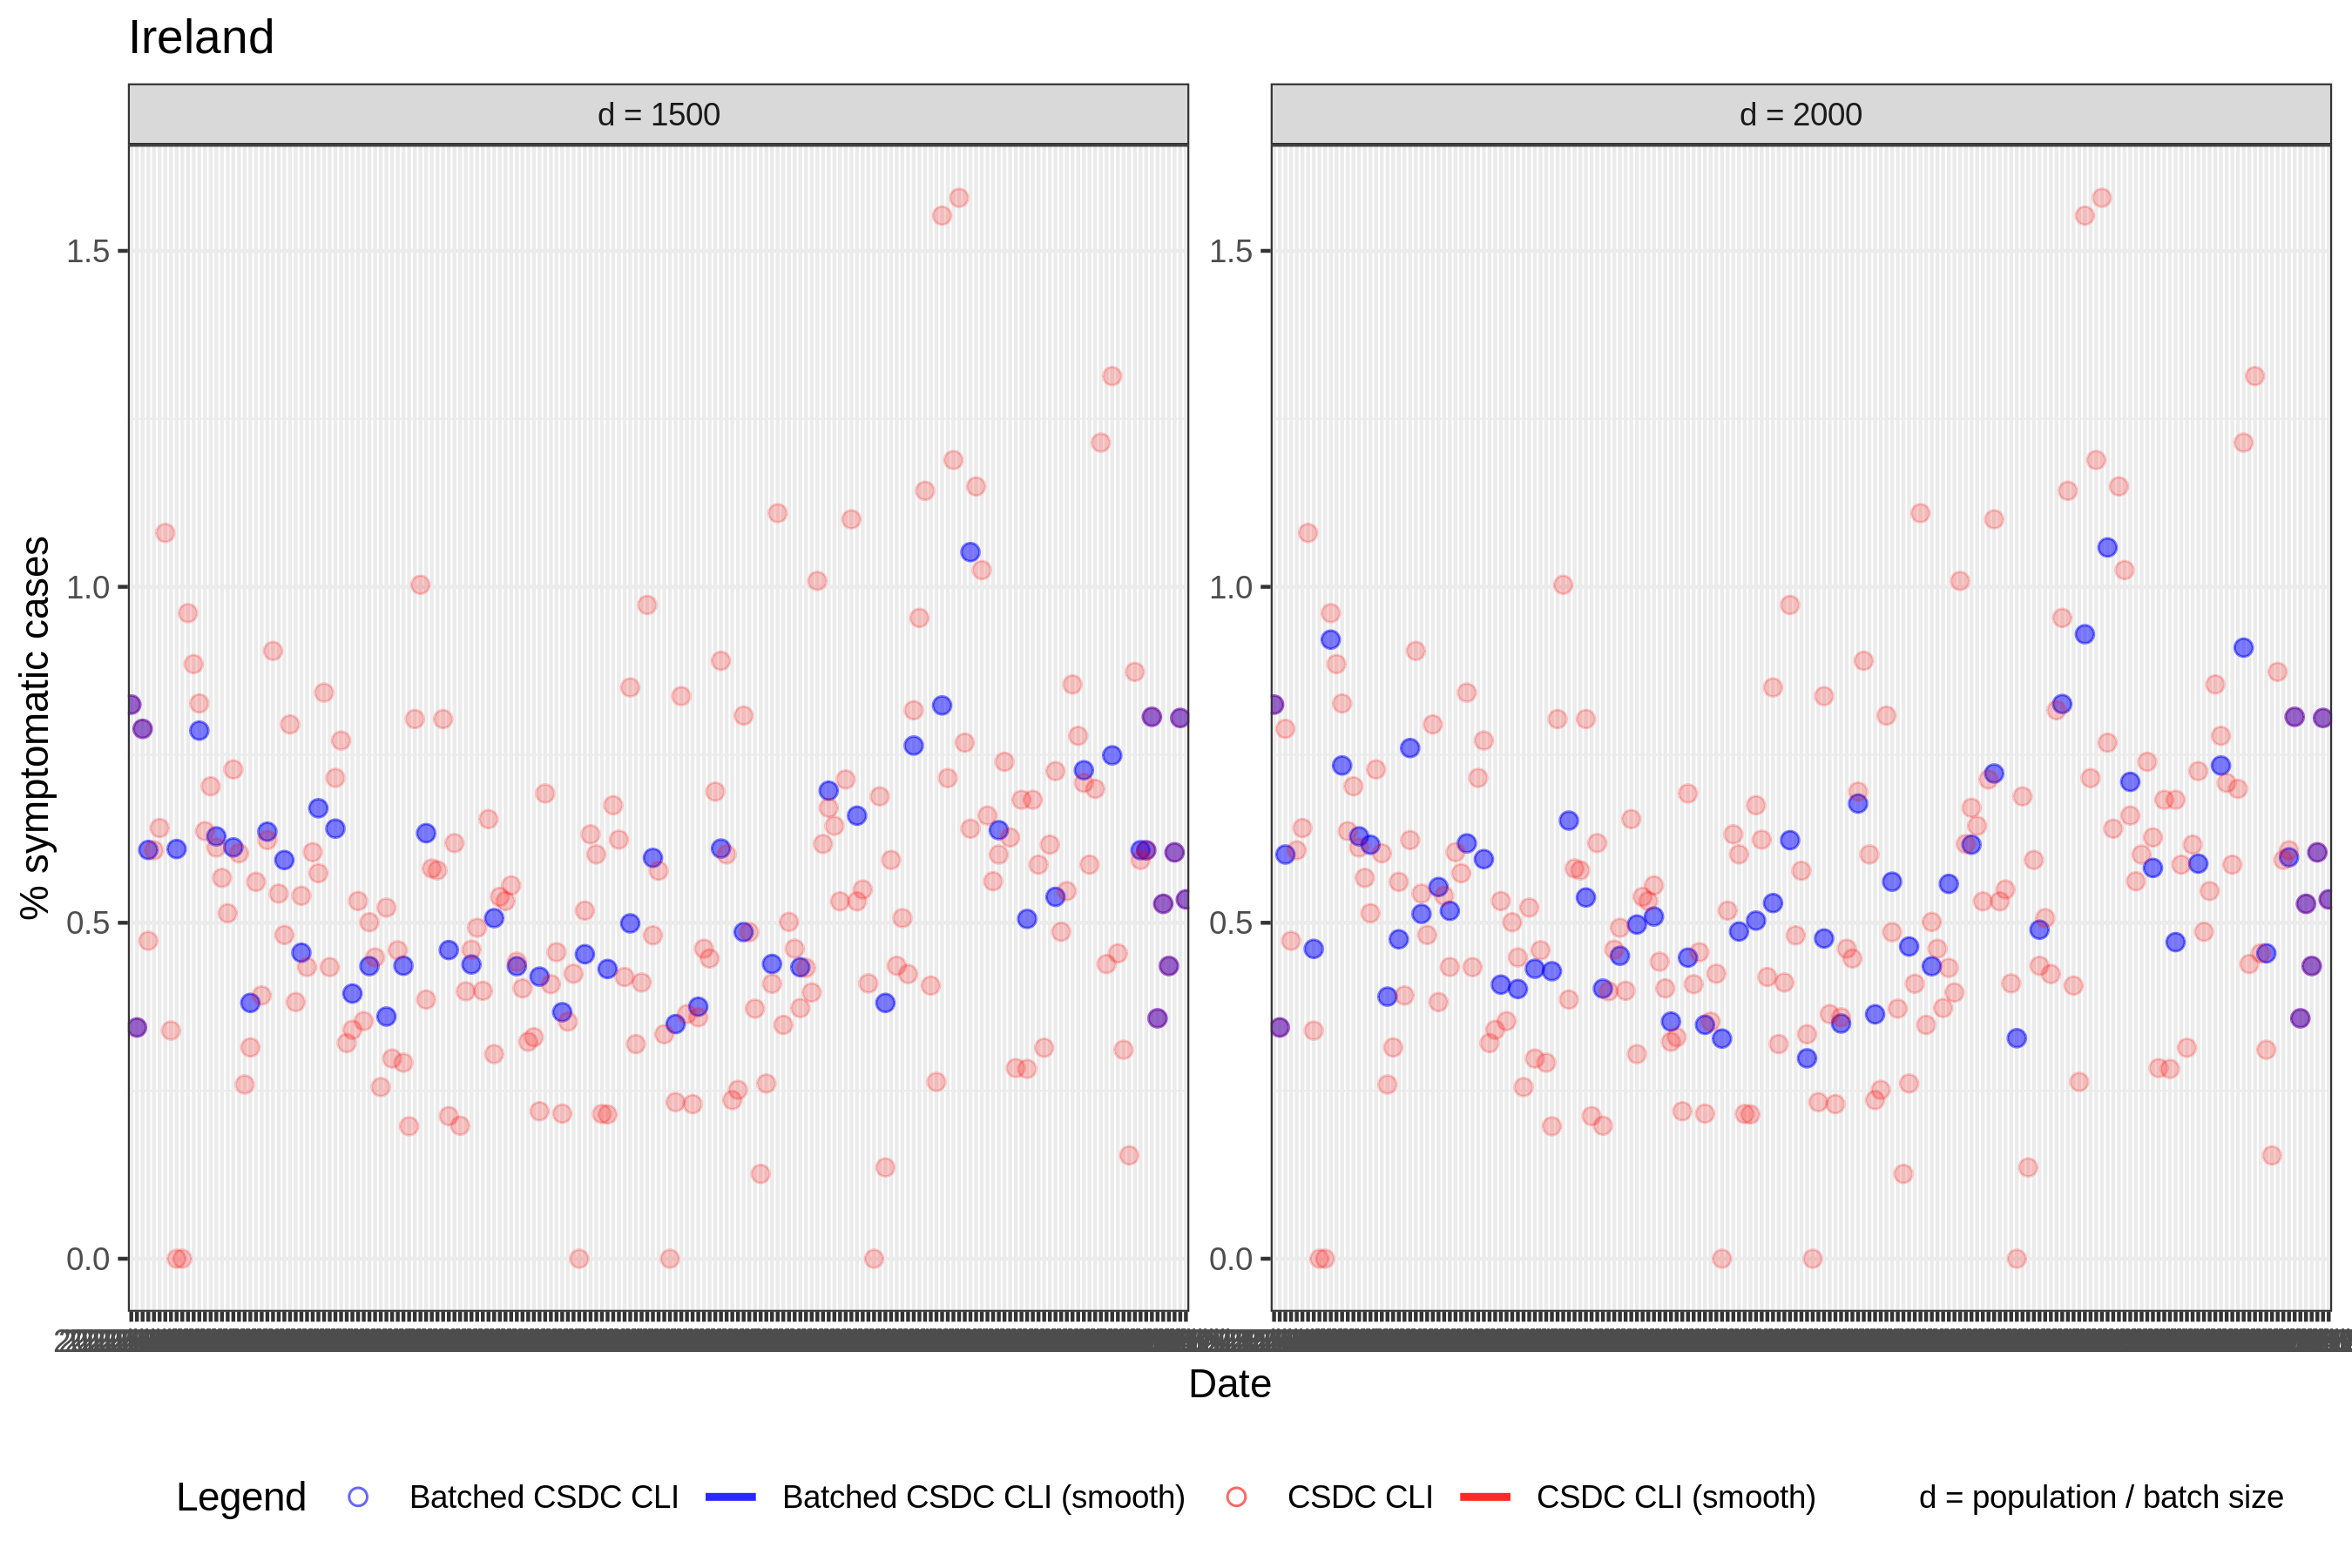 Ireland
d = 1500
d = 2000
% symptomatic cases
1.5
1.0
0.5
0.0
1.5
1.0
0.5
0.0
Date
Legend Batched CSDC CLI Batched CSDC CLI (smooth) CSDC CLI CSDC CLI (smooth) d = population / batch size